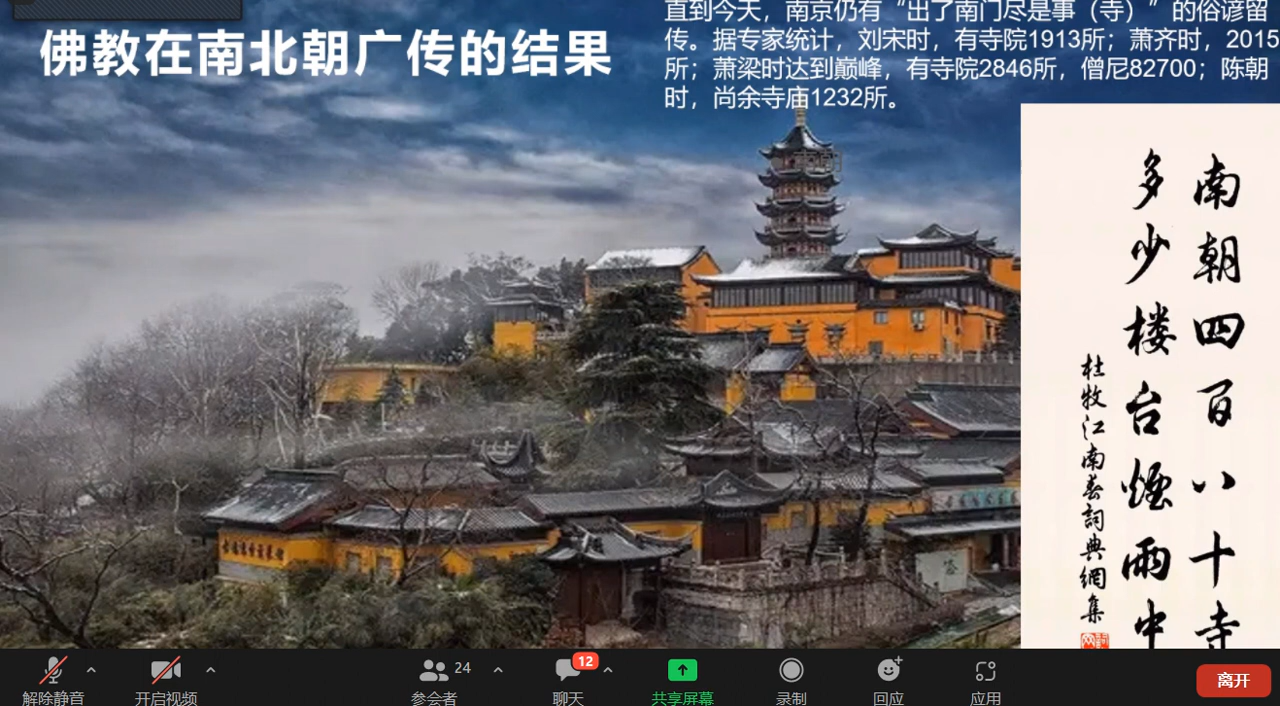 佛教在南北朝广传的结果
直到今天，南京仍有“出了南门尽是事（寺）”的俗谚留
传。据专家统计，刘宋时，有寺院1913所；萧齐时，2015
所；萧梁时达到巅峰，有寺院2846所，僧尼82700；陈朝
时，尚余寺庙1232所。
南朝四百八十寺
多少楼台煙雨中
杜牧江南春詞典網集
24
12
解除静音
开启视频
参会者
聊天
共享屏幕
录制
回应
应用
离开